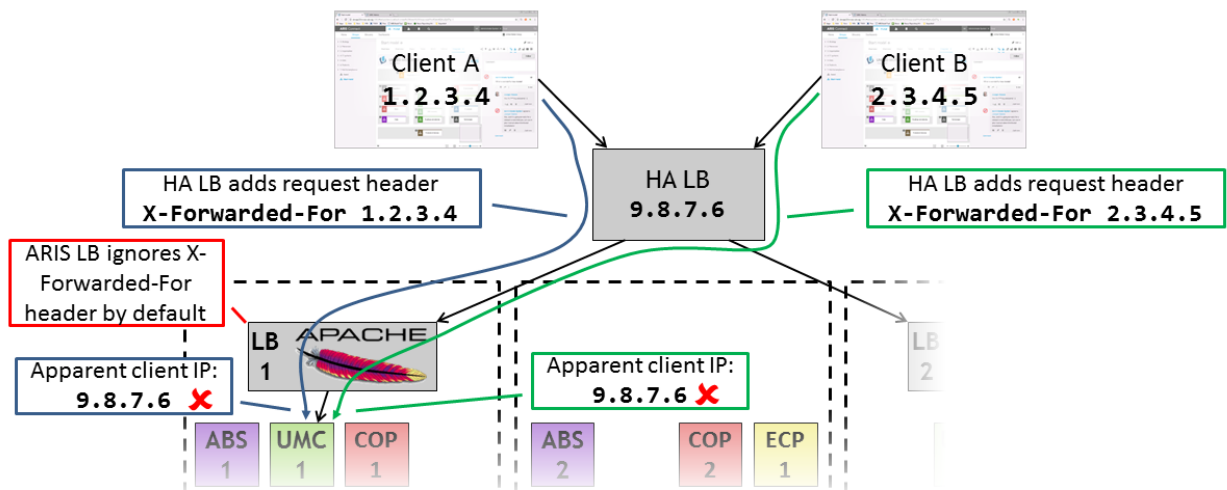 Client A
1.2.3.4
Client B
2.3.4.5
HA LB
9.8.7.6
HA LB adds request header
X-Forwarded-For 1.2.3.4
HA LB adds request header
X-Forwarded-For 2.3.4.5
ARIS LB ignores X-
Forwarded-For
header by default
LB
1
APACHE
LB
2
Apparent client IP:
9.8.7.6 ✘
Apparent client IP:
9.8.7.6 ✘
ABS
1
UMC
1
COP
1
ABS
2
COP
2
ECP
1